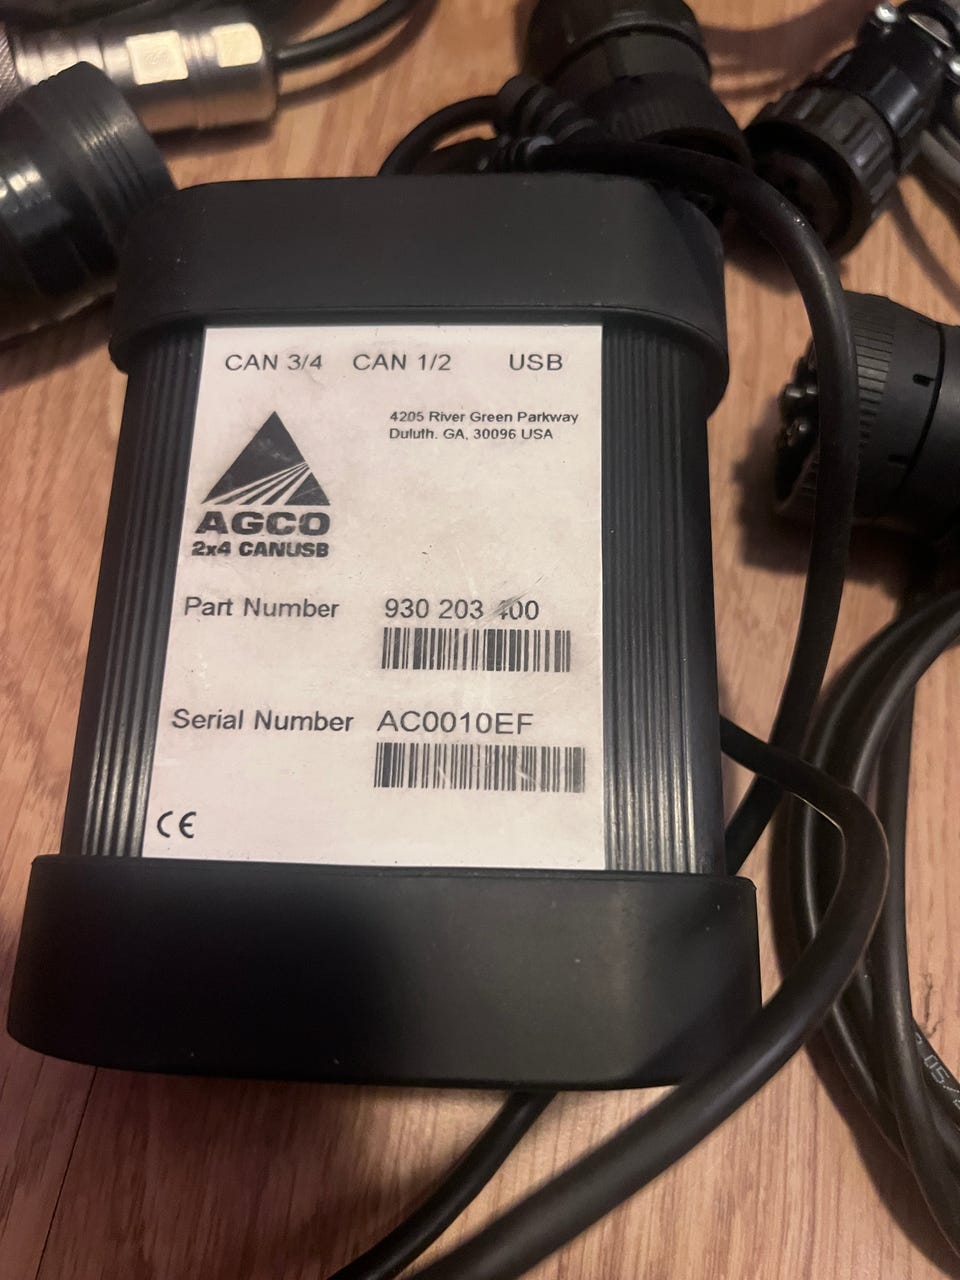 CAN 3/4 CAN 1/2 USB
4205 River Green Parkway
Duluth. GA, 30096 USA
AGCO
2x4 CANUSB
Part Number 930 203 400
Serial Number AC0010EF
CE